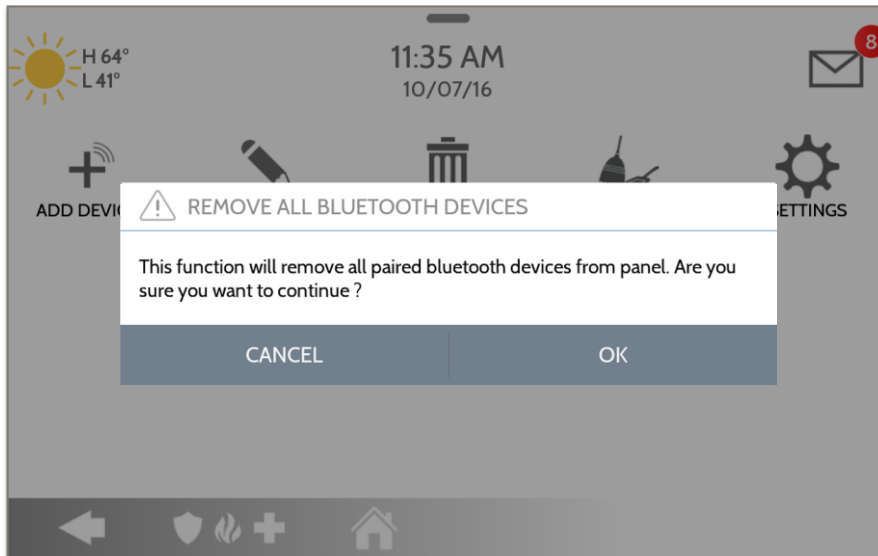 H 64°
L 41°
11:35 AM
10/07/16
8
ADD DEVI
SETTINGS
REMOVE ALL BLUETOOTH DEVICES
This function will remove all paired bluetooth devices from panel. Are you
sure you want to continue ?
CANCEL
OK